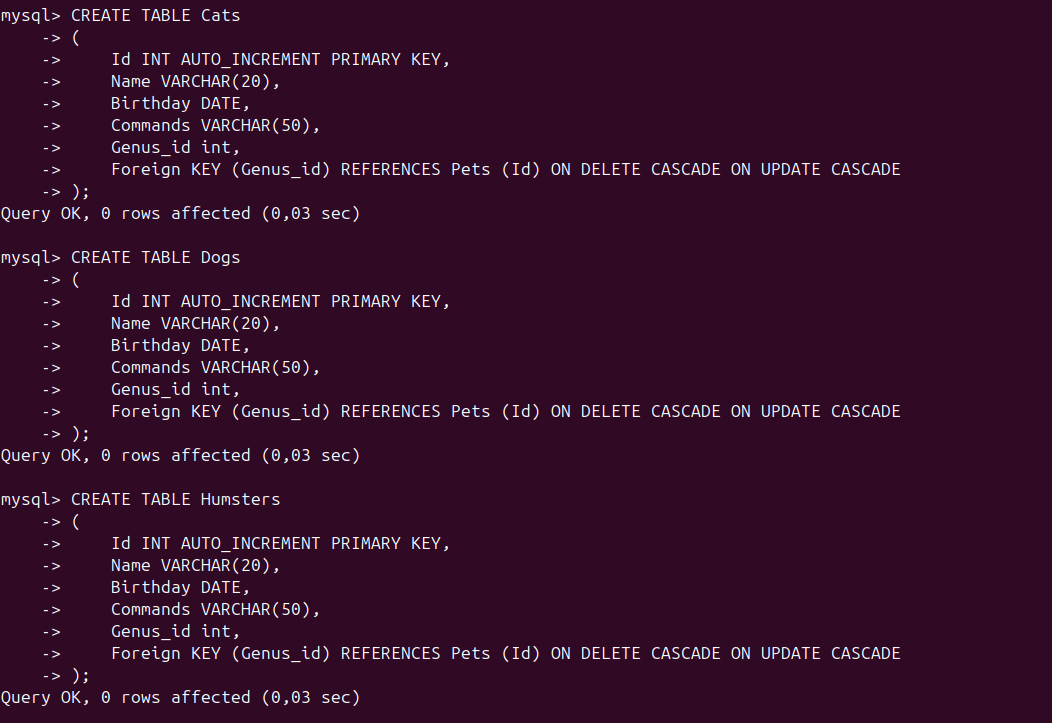 mysql> CREATE TABLE Cats
    -> (
    ->     Id INT AUTO_INCREMENT PRIMARY KEY,
    ->     Name VARCHAR(20),
    ->     Birthday DATE,
    ->     Commands VARCHAR(50),
    ->     Genus_id int,
    ->     Foreign KEY (Genus_id) REFERENCES Pets (Id) ON DELETE CASCADE ON UPDATE CASCADE
    -> );
Query OK, 0 rows affected (0,03 sec)

mysql> CREATE TABLE Dogs
    -> (
    ->     Id INT AUTO_INCREMENT PRIMARY KEY,
    ->     Name VARCHAR(20),
    ->     Birthday DATE,
    ->     Commands VARCHAR(50),
    ->     Genus_id int,
    ->     Foreign KEY (Genus_id) REFERENCES Pets (Id) ON DELETE CASCADE ON UPDATE CASCADE
    -> );
Query OK, 0 rows affected (0,03 sec)

mysql> CREATE TABLE Humsters
    -> (
    ->     Id INT AUTO_INCREMENT PRIMARY KEY,
    ->     Name VARCHAR(20),
    ->     Birthday DATE,
    ->     Commands VARCHAR(50),
    ->     Genus_id int,
    ->     Foreign KEY (Genus_id) REFERENCES Pets (Id) ON DELETE CASCADE ON UPDATE CASCADE
    -> );
Query OK, 0 rows affected (0,03 sec)